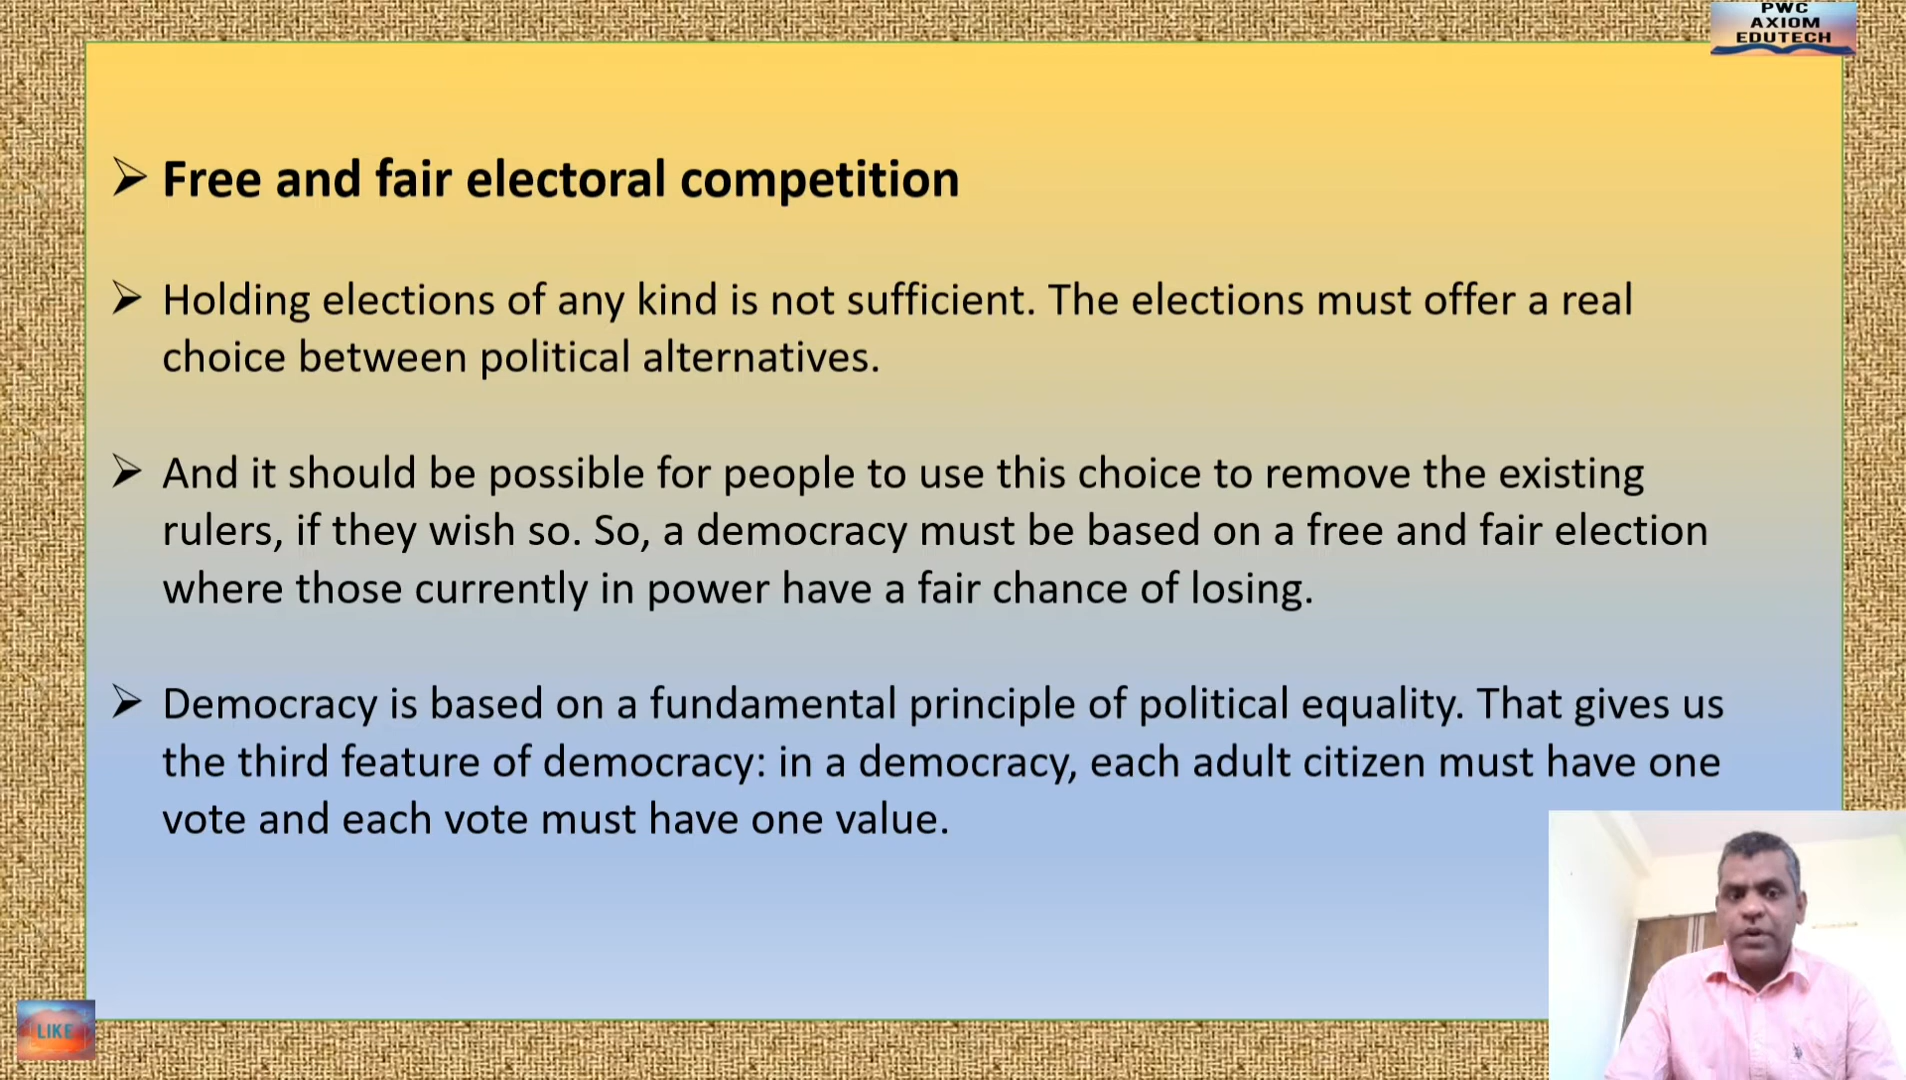 PWC
AXIOM
EDUTECH
Free and fair electoral competition
Holding elections of any kind is not sufficient. The elections must offer a real
choice between political alternatives.
And it should be possible for people to use this choice to remove the existing
rulers, if they wish so. So, a democracy must be based on a free and fair election
where those currently in power have a fair chance of losing.
Democracy is based on a fundamental principle of political equality. That gives us
the third feature of democracy: in a democracy, each adult citizen must have one
vote and each vote must have one value.
LIKE